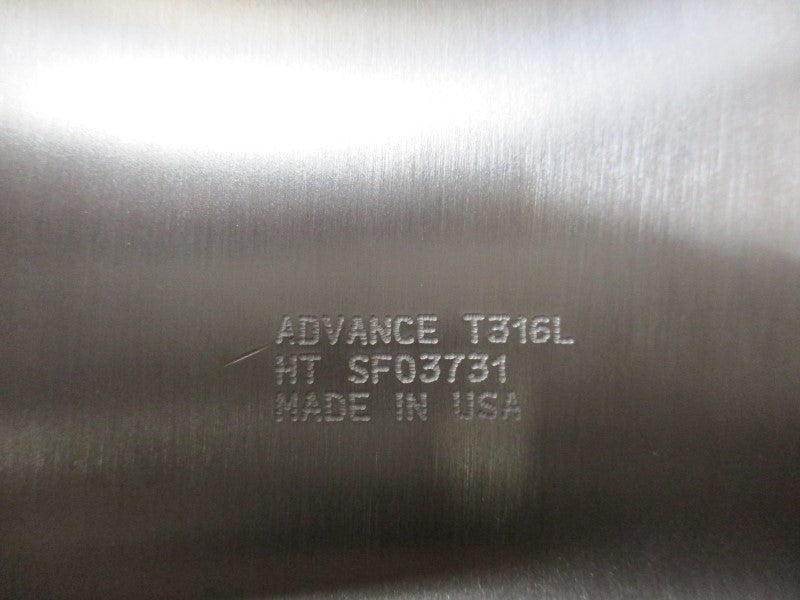 ADVANCE T316L
HT SF03731
MADE IN USA